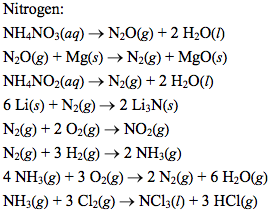 Nitrogen:
NH₄NO₃(aq) → N₂O(g) + 2 H₂O(l)
N₂O(g) + Mg(s) → N₂(g) + MgO(s)
NH₄NO₂(aq) → N₂(g) + 2 H₂O(l)
6 Li(s) + N₂(g) → 2 Li₃N(s)
N₂(g) + 2 O₂(g) → NO₂(g)
N₂(g) + 3 H₂(g) → 2 NH₃(g)
4 NH₃(g) + 3 O₂(g) → 2 N₂(g) + 6 H₂O(g)
NH₃(g) + 3 Cl₂(g) → NCl₃(l) + 3 HCl(g)